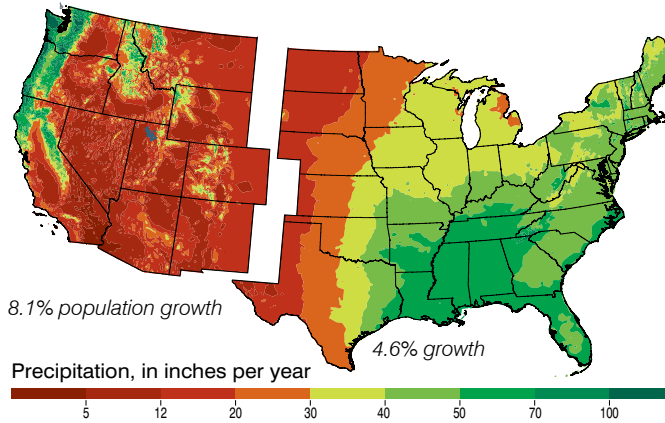 8.1% population growth
4.6% growth
Precipitation, in inches per year
5 12 20 30 40 50 70 100